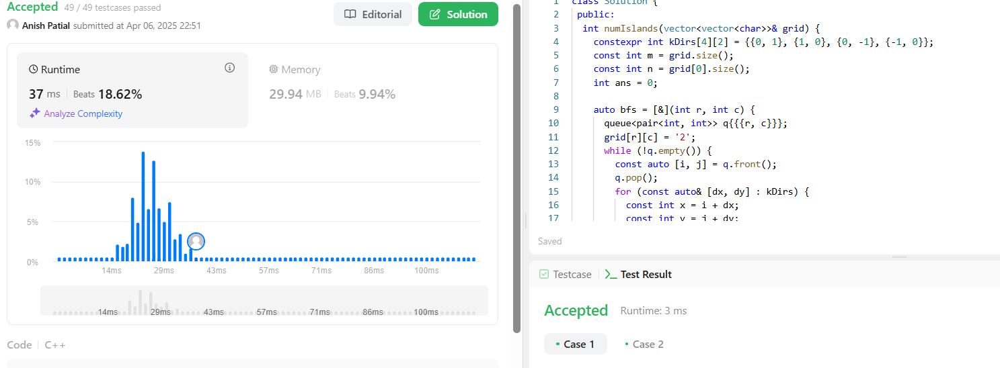 Accepted 49 / 49 testcases passed
Editorial
Solution
Anish Patial submitted at Apr 06, 2025 22:51
Runtime
37 ms Beats 18.62%
Analyze Complexity
Memory
29.94 MB Beats 9.94%
15%
10%
5%
0%
14ms 29ms 43ms 57ms 71ms 86ms 100ms
14ms 29ms 43ms 57ms 71ms 86ms 100ms
Code C++
1 class Solution {
2 public:
3 int numIslands(vector<vector<char>>& grid) {
4 constexpr int kDirs[4][2] = {{0, 1}, {1, 0}, {0, -1}, {-1, 0}};
5 const int m = grid.size();
6 const int n = grid[0].size();
7 int ans = 0;
8
9 auto bfs = [&](int r, int c) {
10 queue<pair<int, int>> q{{{r, c}}};
11 grid[r][c] = '2';
12 while (!q.empty()) {
13 const auto [i, j] = q.front();
14 q.pop();
15 for (const auto& [dx, dy] : kDirs) {
16 const int x = i + dx;
17 const int y = j + dy;
Saved
Testcase
Test Result
Accepted Runtime: 3 ms
Case 1
Case 2